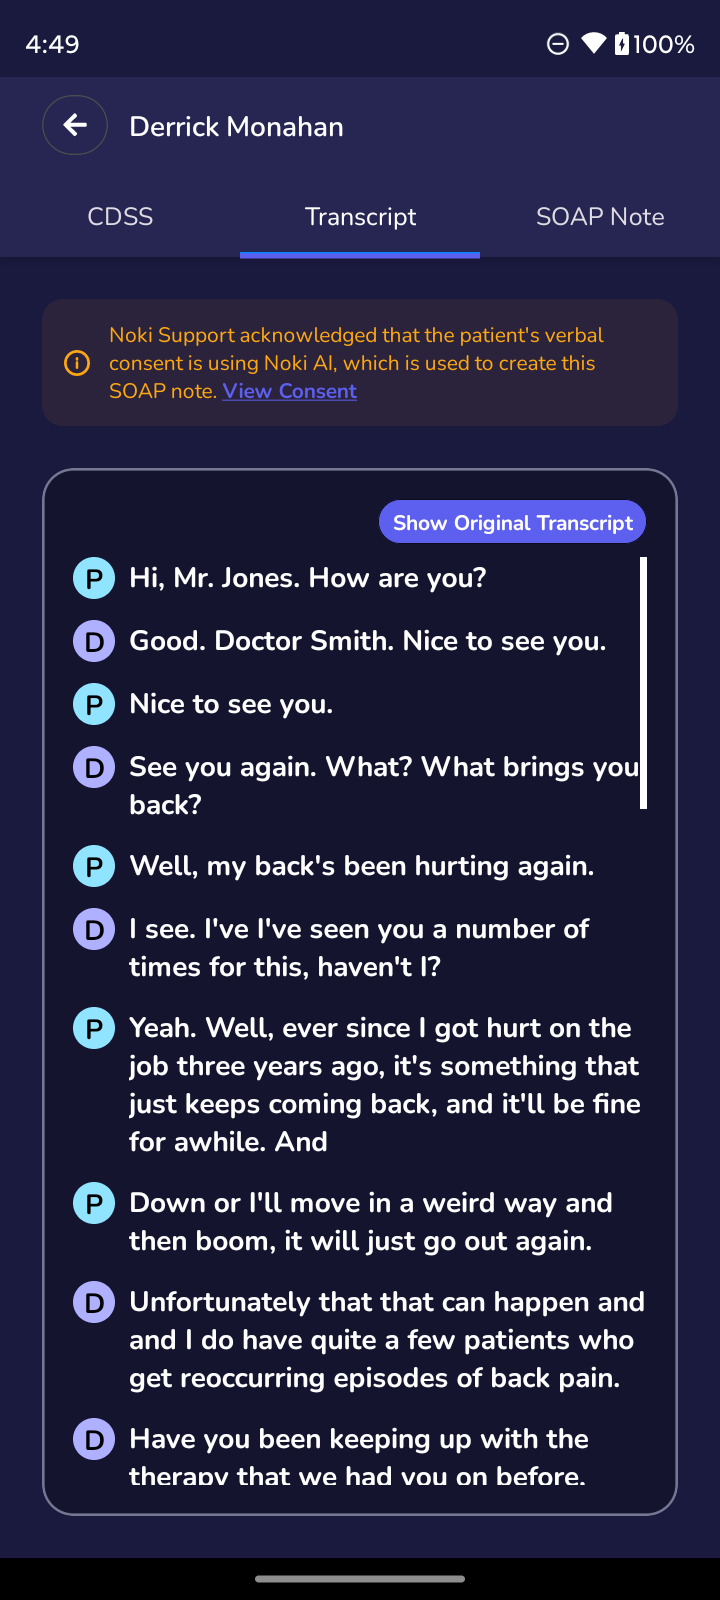 4:49
100%
Derrick Monahan
CDSS
Transcript
SOAP Note
Noki Support acknowledged that the patient's verbal
consent is using Noki AI, which is used to create this
SOAP note. View Consent
Show Original Transcript
P Hi, Mr. Jones. How are you?
D Good. Doctor Smith. Nice to see you.
P Nice to see you.
D See you again. What? What brings you
back?
P Well, my back's been hurting again.
D I see. I've I've seen you a number of
times for this, haven't I?
P Yeah. Well, ever since I got hurt on the
job three years ago, it's something that
just keeps coming back, and it'll be fine
for awhile. And
P Down or I'll move in a weird way and
then boom, it will just go out again.
D Unfortunately that that can happen and
and I do have quite a few patients who
get reoccurring episodes of back pain.
D Have you been keeping up with the
therapy that we had you on before.